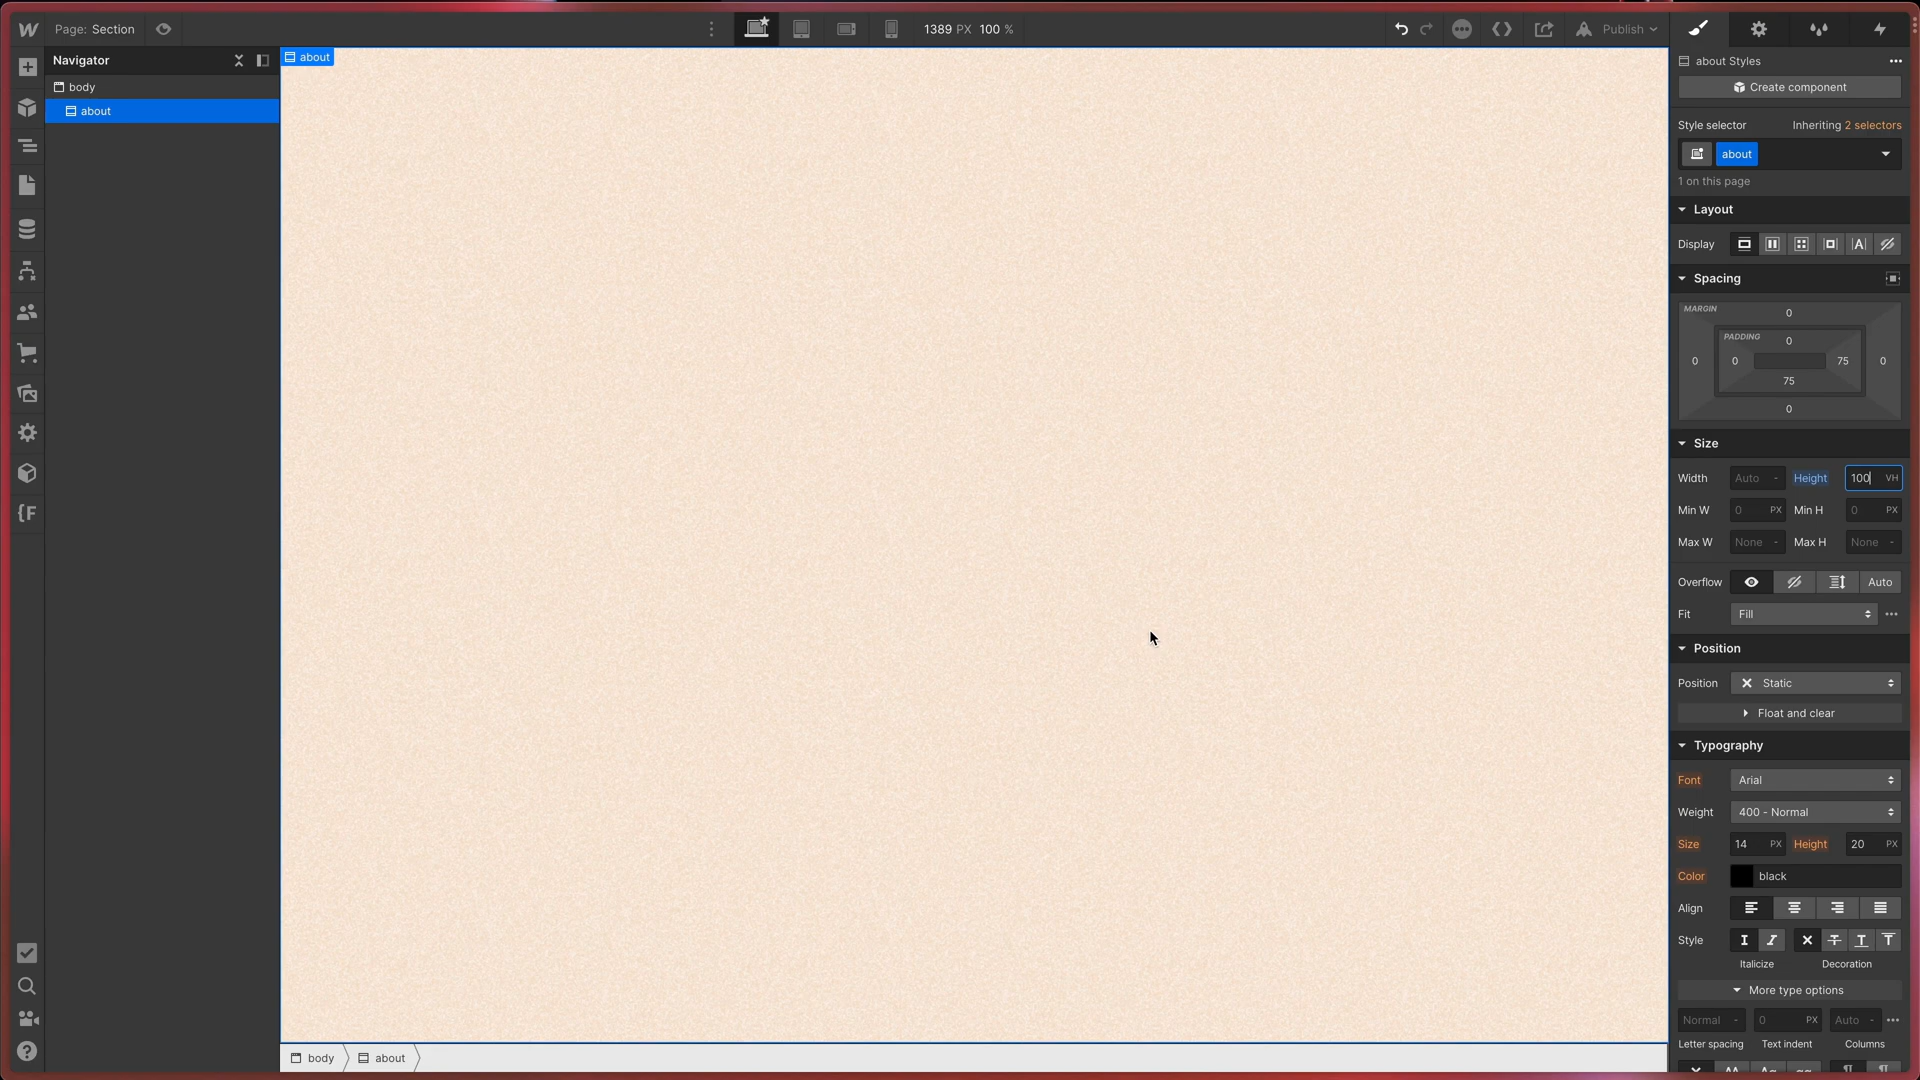 Page: Section
1389 PX 100 %
Publish
Navigator
body
about
about
about Styles
Create component
Style selector
Inheriting 2 selectors
about
1 on this page
Layout
Display
Spacing
MARGIN
0
PADDING
0
0
0
75
0
75
0
Size
Width
Auto -
Height
100 VH
Min W
0 PX
Min H
0 PX
Max W
None -
Max H
None -
Overflow
Auto
Fit
Fill
Position
Position
Static
Float and clear
Typography
Font
Arial
Weight
400 - Normal
Size
14 PX
Height
20 PX
Color
black
Align
Style
Italicize
Decoration
More type options
Normal -
0 PX
Auto -
Letter spacing
Text indent
Columns
body
about